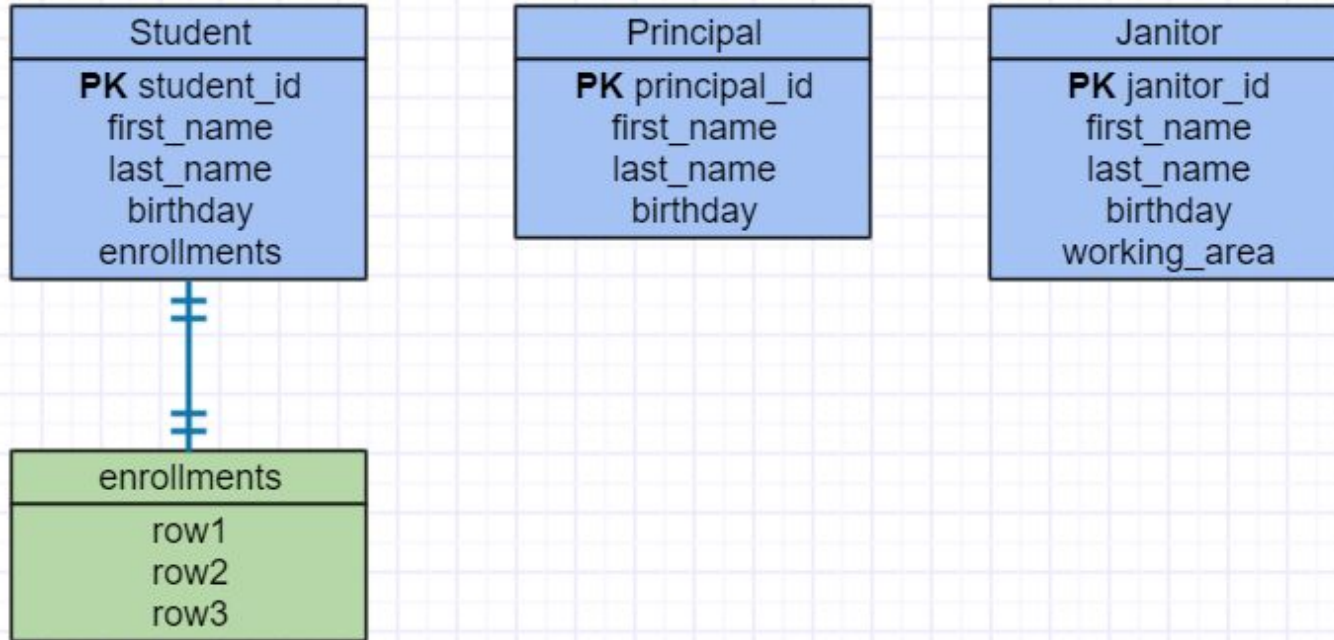 Student
PK student_id
first_name
last_name
birthday
enrollments
Principal
PK principal_id
first_name
last_name
birthday
Janitor
PK janitor_id
first_name
last_name
birthday
working_area
enrollments
row1
row2
row3